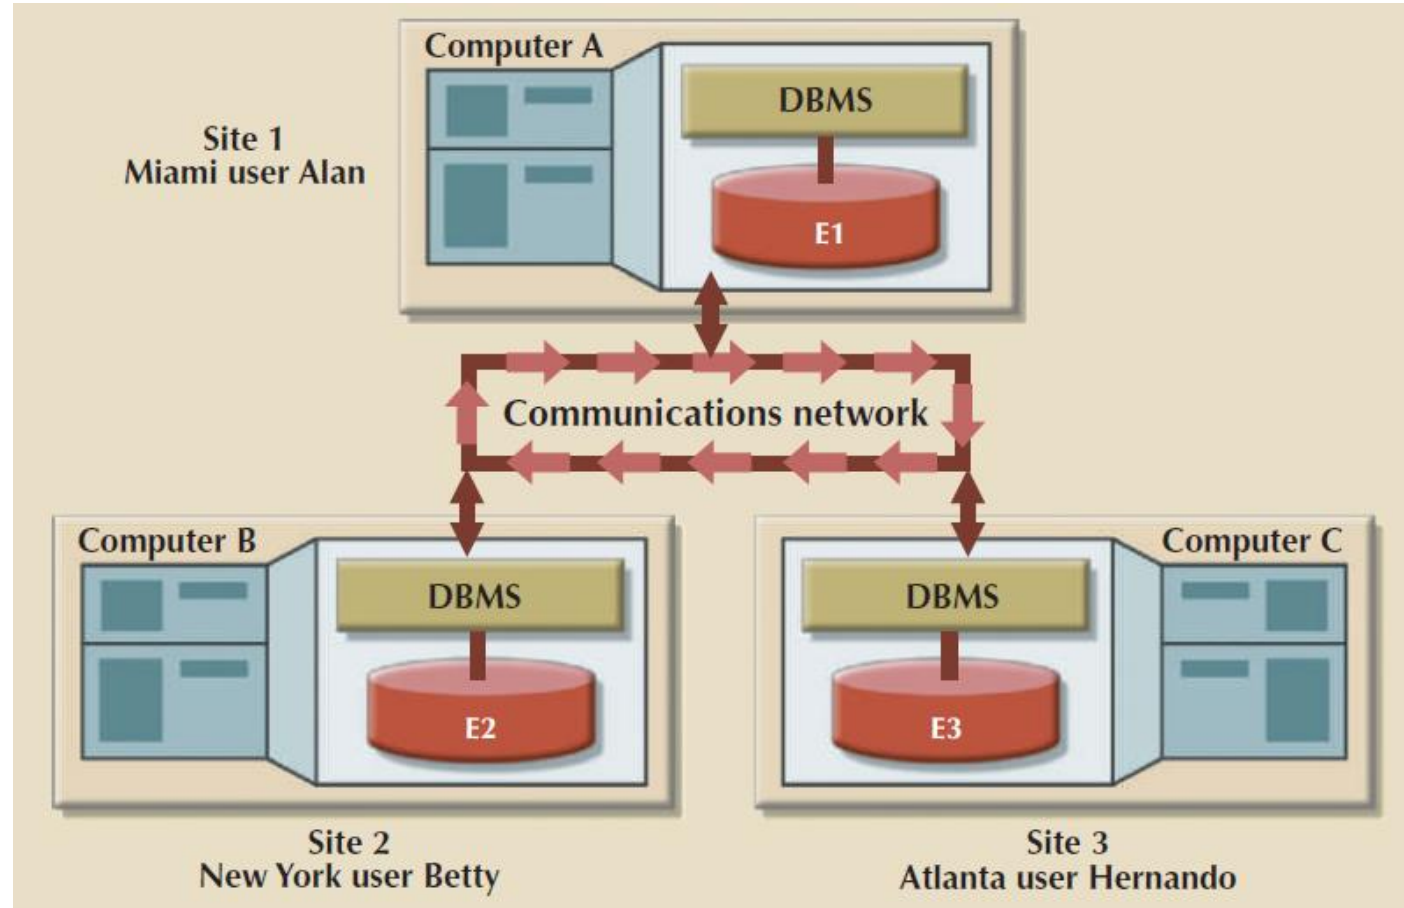 Computer A
DBMS
Site 1
Miami user Alan
E1
Communications network
Computer B
DBMS
E2
Site 2
New York user Betty
Computer C
DBMS
E3
Site 3
Atlanta user Hernando